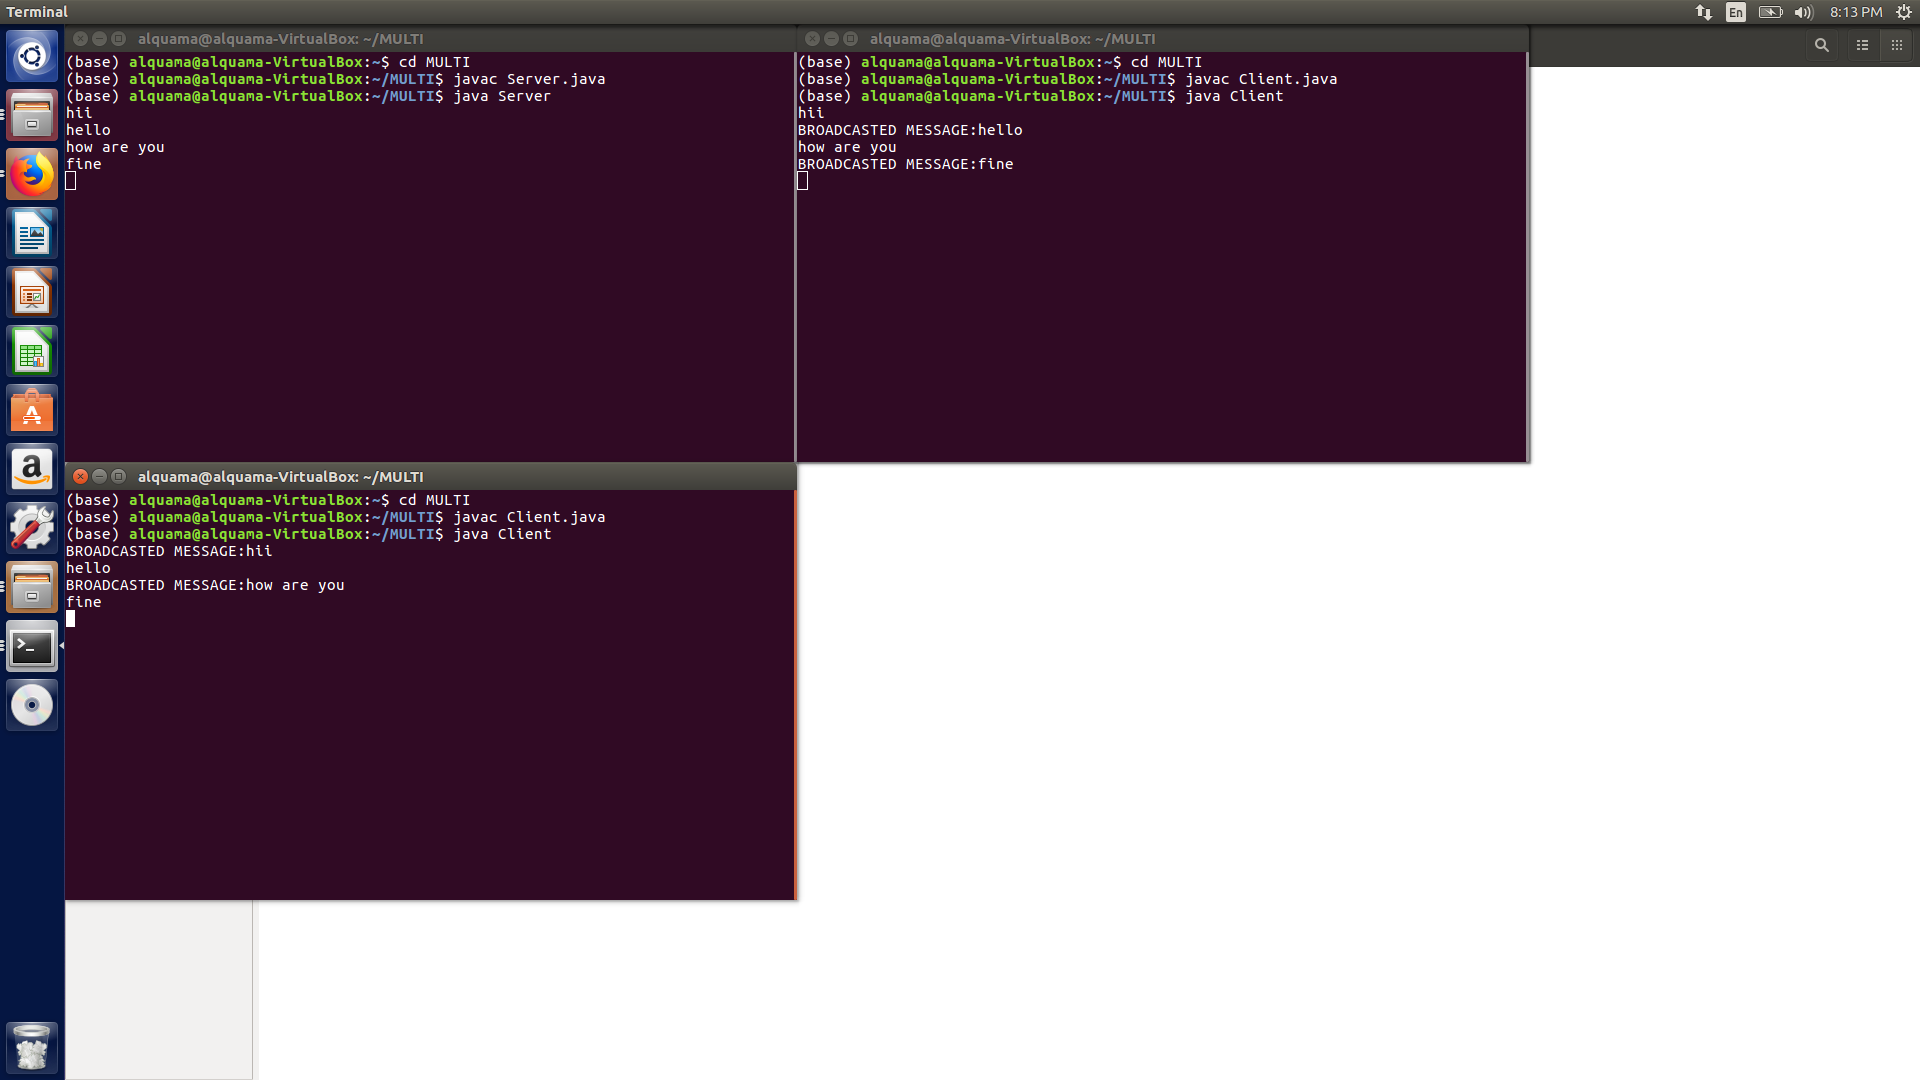 Terminal
En
8:13 PM
alquama@alquama-VirtualBox: ~/MULTI
(base) alquama@alquama-VirtualBox:~$ cd MULTI
(base) alquama@alquama-VirtualBox:~/MULTI$ javac Server.java
(base) alquama@alquama-VirtualBox:~/MULTI$ java Server
hii
hello
how are you
fine
alquama@alquama-VirtualBox: ~/MULTI
(base) alquama@alquama-VirtualBox:~$ cd MULTI
(base) alquama@alquama-VirtualBox:~/MULTI$ javac Client.java
(base) alquama@alquama-VirtualBox:~/MULTI$ java Client
hii
BROADCASTED MESSAGE:hello
how are you
BROADCASTED MESSAGE:fine
alquama@alquama-VirtualBox: ~/MULTI
(base) alquama@alquama-VirtualBox:~$ cd MULTI
(base) alquama@alquama-VirtualBox:~/MULTI$ javac Client.java
(base) alquama@alquama-VirtualBox:~/MULTI$ java Client
BROADCASTED MESSAGE:hii
hello
BROADCASTED MESSAGE:how are you
fine